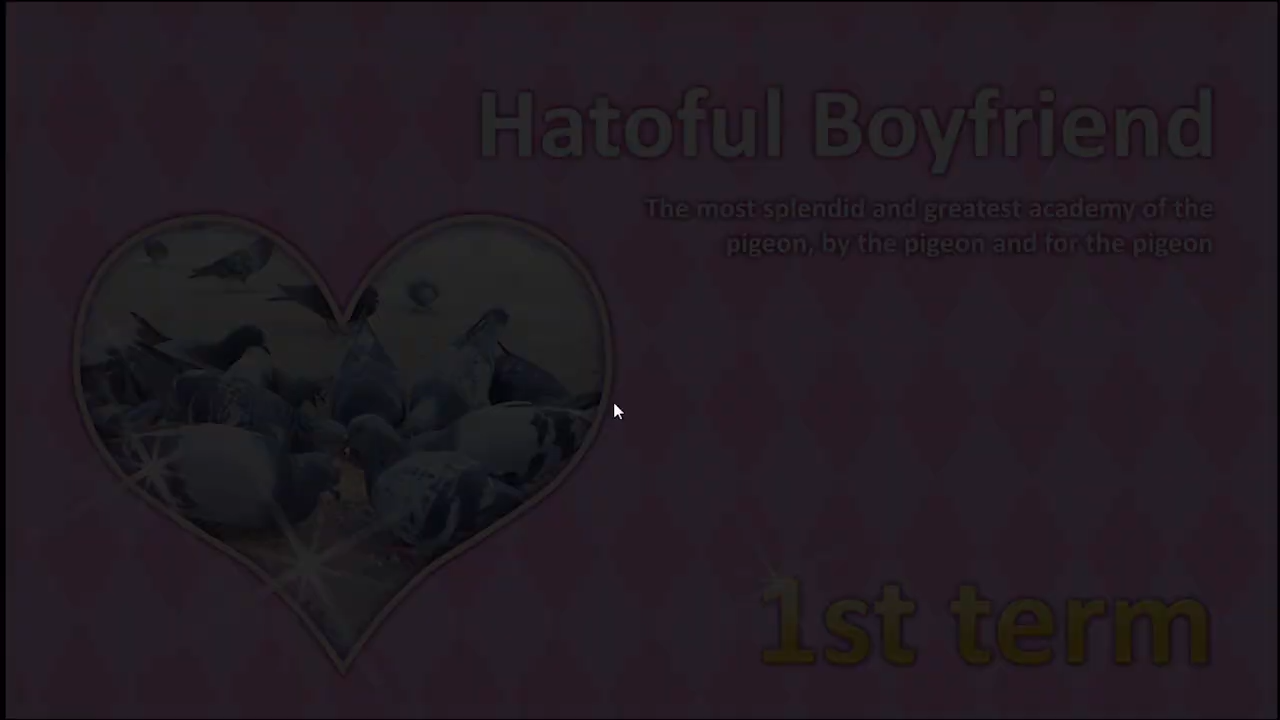 Hatoful Boyfriend
The most splendid and greatest academy of the
pigeon, by the pigeon and for the pigeon
1st term